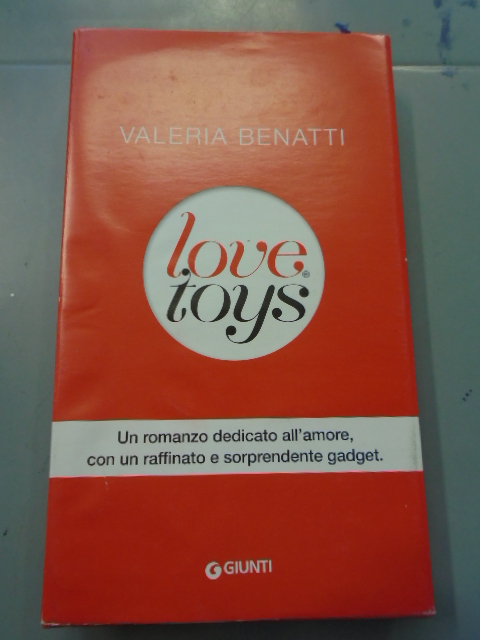 VALERIA BENATTI
love®
toys
Un romanzo dedicato all'amore,
con un raffinato e sorprendente gadget.
GIUNTI